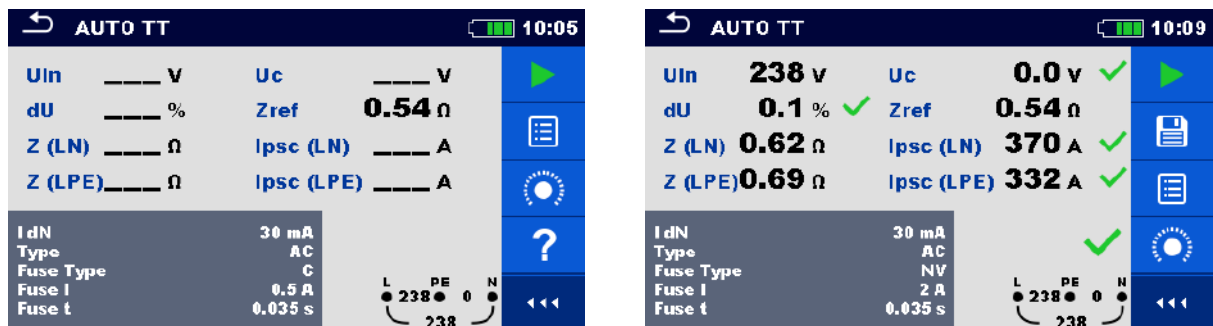 AUTO TT 10:05
Uln ___ V Uc ___ V
dU ___ % Zref 0.54 Ω
Z (LN) ___ Ω Ipsc (LN) ___ A
Z (LPE)___ Ω Ipsc (LPE) ___ A
I dN 30 mA
Type AC
Fuse Type C
Fuse I 0.5 A
Fuse t 0.035 s
?
L PE N
238 0
238
AUTO TT 10:09
Uln 238 V Uc 0.0 V
dU 0.1 % Zref 0.54 Ω
Z (LN) 0.62 Ω Ipsc (LN) 370 A
Z (LPE) 0.69 Ω Ipsc (LPE) 332 A
I dN 30 mA
Type AC
Fuse Type NV
Fuse I 2 A
Fuse t 0.035 s
L PE N
238 0
238